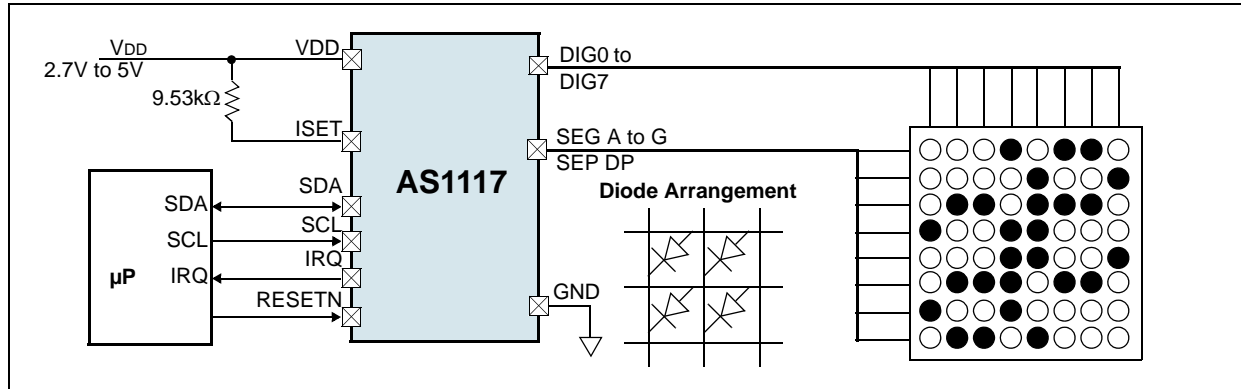 VDD
2.7V to 5V
9.53kΩ
VDD
ISET
SDA
SCL
IRQ
RESETN
µP
SDA
SCL
IRQ
AS1117
DIG0 to
DIG7
SEG A to G
SEP DP
GND
Diode Arrangement